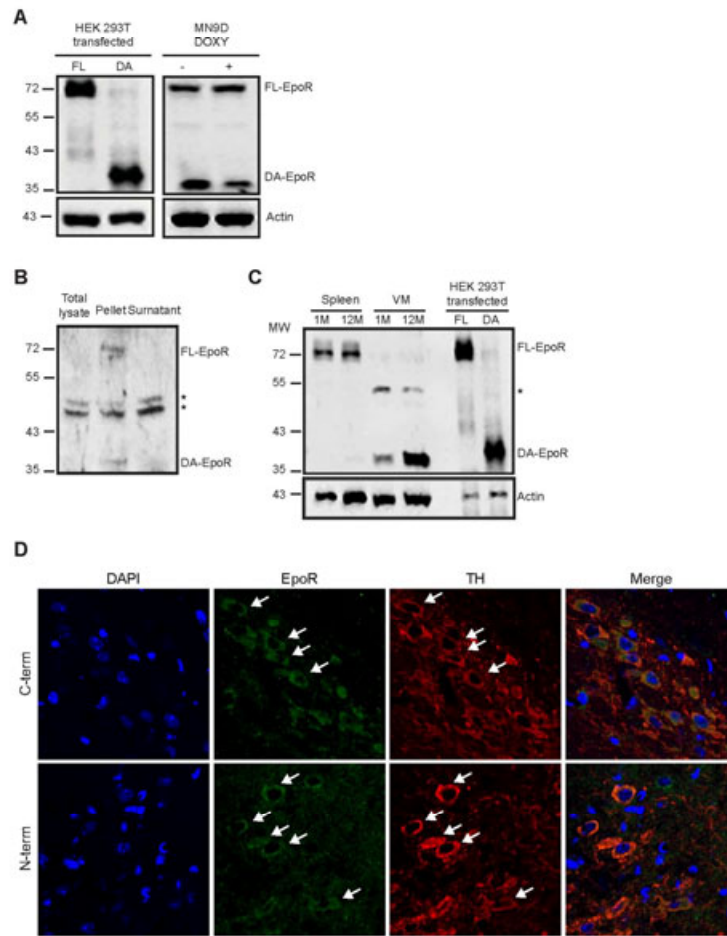 A
HEK 293T MN9D
transfected DOXY
FL DA - +
72 FL-EpoR
55
43
35 DA-EpoR
43 Actin
B
Total
lysate Pellet Surnatant
72 FL-EpoR
55
*
*
43
35 DA-EpoR
C
HEK 293T
Spleen VM transfected
MW 1M 12M 1M 12M FL DA
72 FL-EpoR
55
*
43
35 DA-EpoR
43 Actin
D
DAPI EpoR TH Merge
C-term
N-term